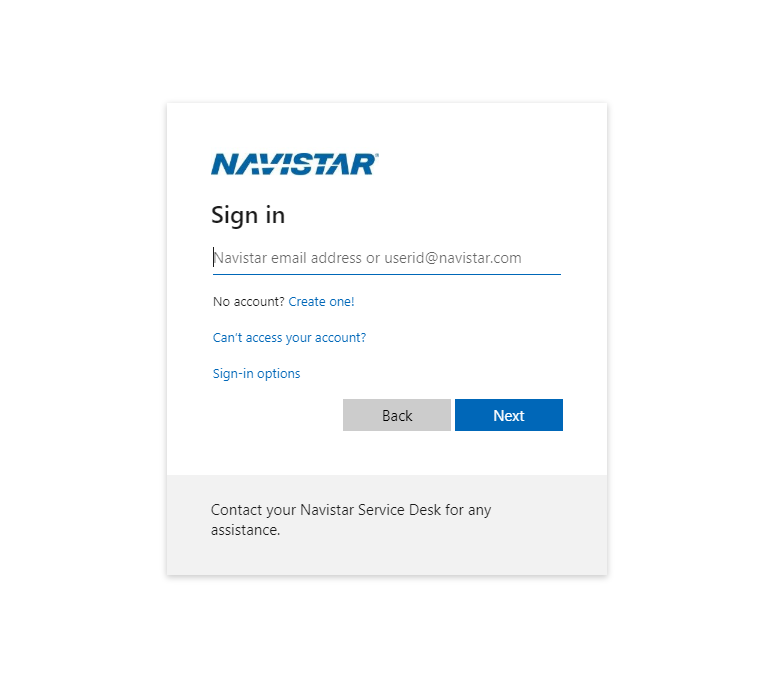 NAVISTAR®
Sign in
Navistar email address or userid@navistar.com
No account? Create one!
Can't access your account?
Sign-in options
Back
Next
Contact your Navistar Service Desk for any
assistance.